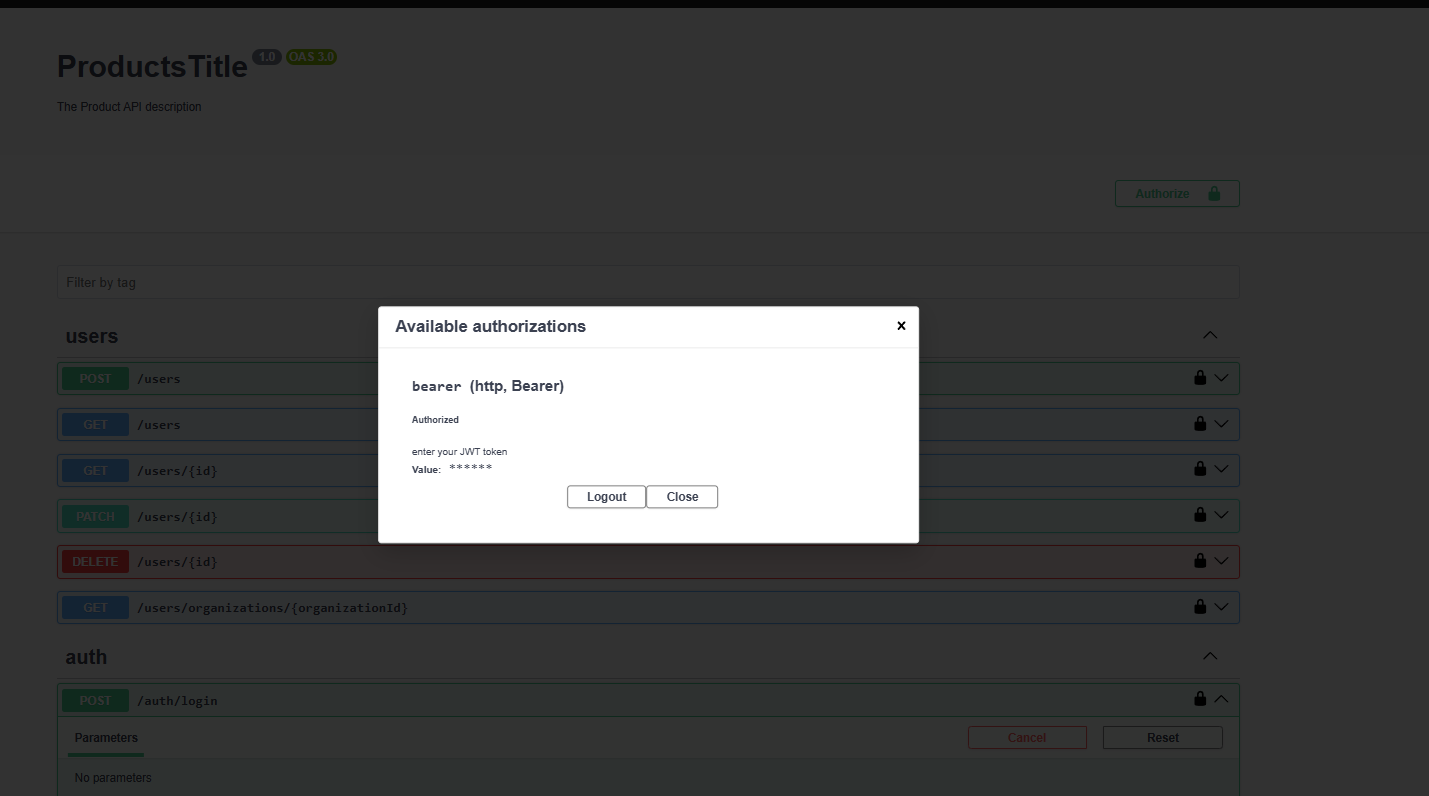 ProductsTitle 1.0 OAS 3.0
The Product API description
Authorize
Filter by tag
users
POST /users
GET /users
GET /users/{id}
PATCH /users/{id}
DELETE /users/{id}
GET /users/organizations/{organizationId}
auth
POST /auth/login
Parameters
Cancel
Reset
No parameters
Available authorizations
×
bearer (http, Bearer)
Authorized
enter your JWT token
Value: ******
Logout
Close